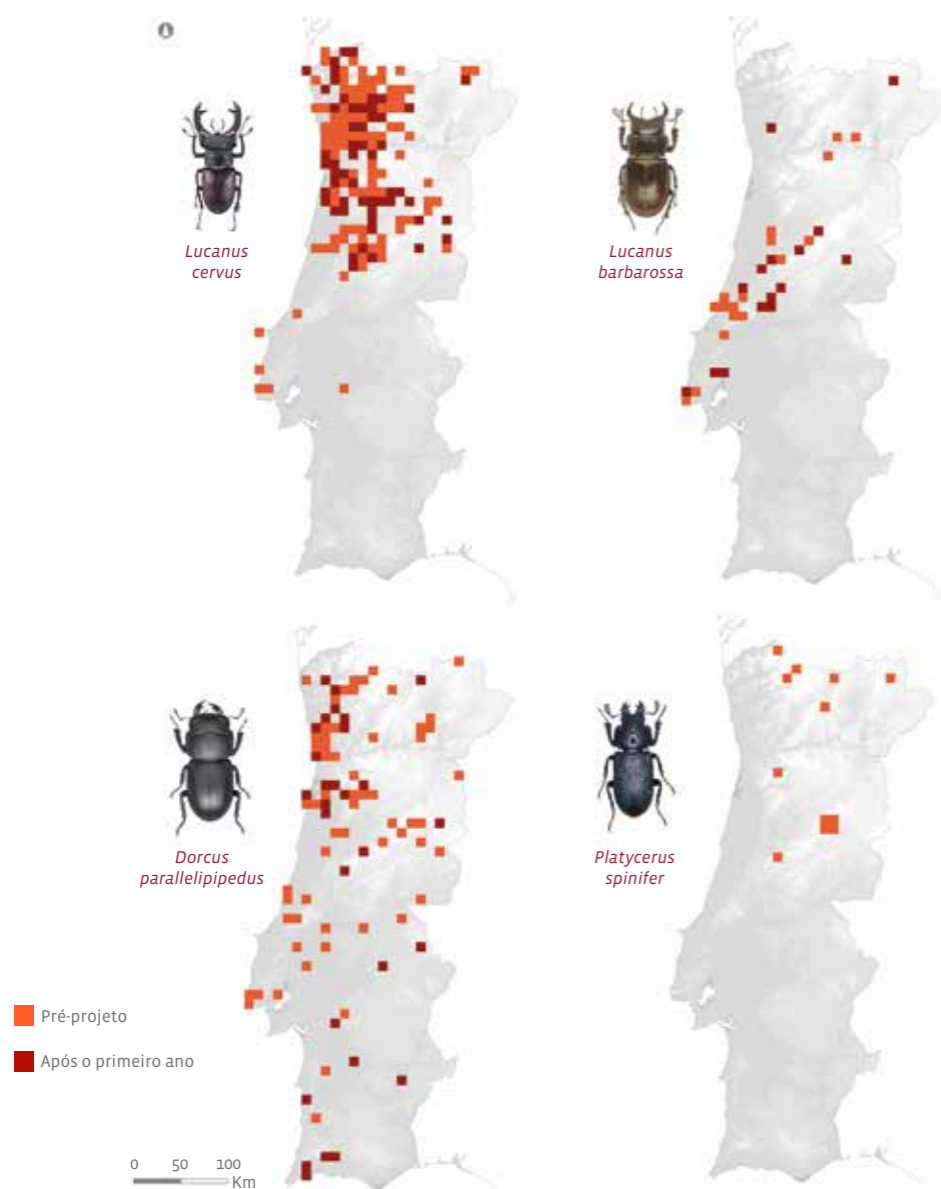 Lucanus
cervus
Lucanus
barbarossa
Dorcus
parallelipipedus
Platycerus
spinifer
Pré-projeto
Após o primeiro ano
0 50 100
Km